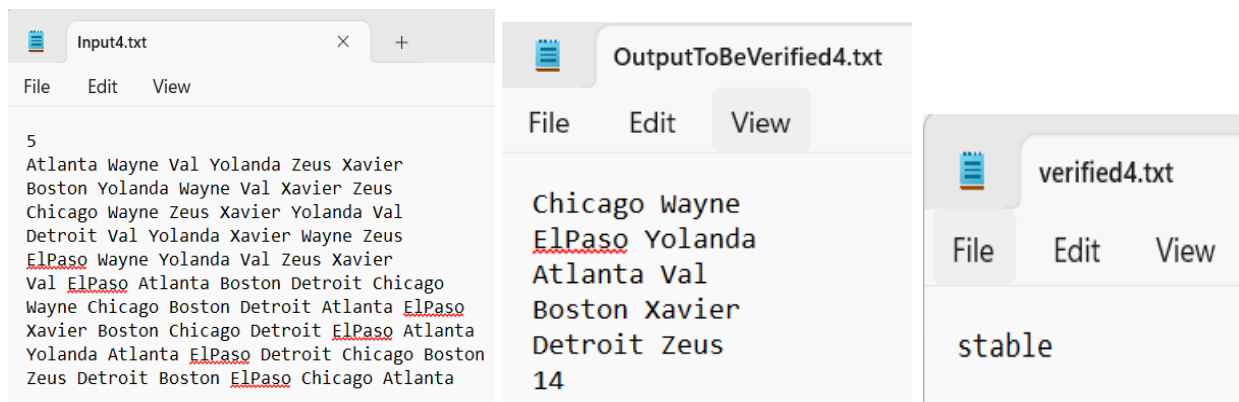 Input4.txt
File Edit View
5
Atlanta Wayne Val Yolanda Zeus Xavier
Boston Yolanda Wayne Val Xavier Zeus
Chicago Wayne Zeus Xavier Yolanda Val
Detroit Val Yolanda Xavier Wayne Zeus
ElPaso Wayne Yolanda Val Zeus Xavier
Val ElPaso Atlanta Boston Detroit Chicago
Wayne Chicago Boston Detroit Atlanta ElPaso
Xavier Boston Chicago Detroit ElPaso Atlanta
Yolanda Atlanta ElPaso Detroit Chicago Boston
Zeus Detroit Boston ElPaso Chicago Atlanta
OutputToBeVerified4.txt
File Edit View
Chicago Wayne
ElPaso Yolanda
Atlanta Val
Boston Xavier
Detroit Zeus
14
verified4.txt
File Edit View
stable